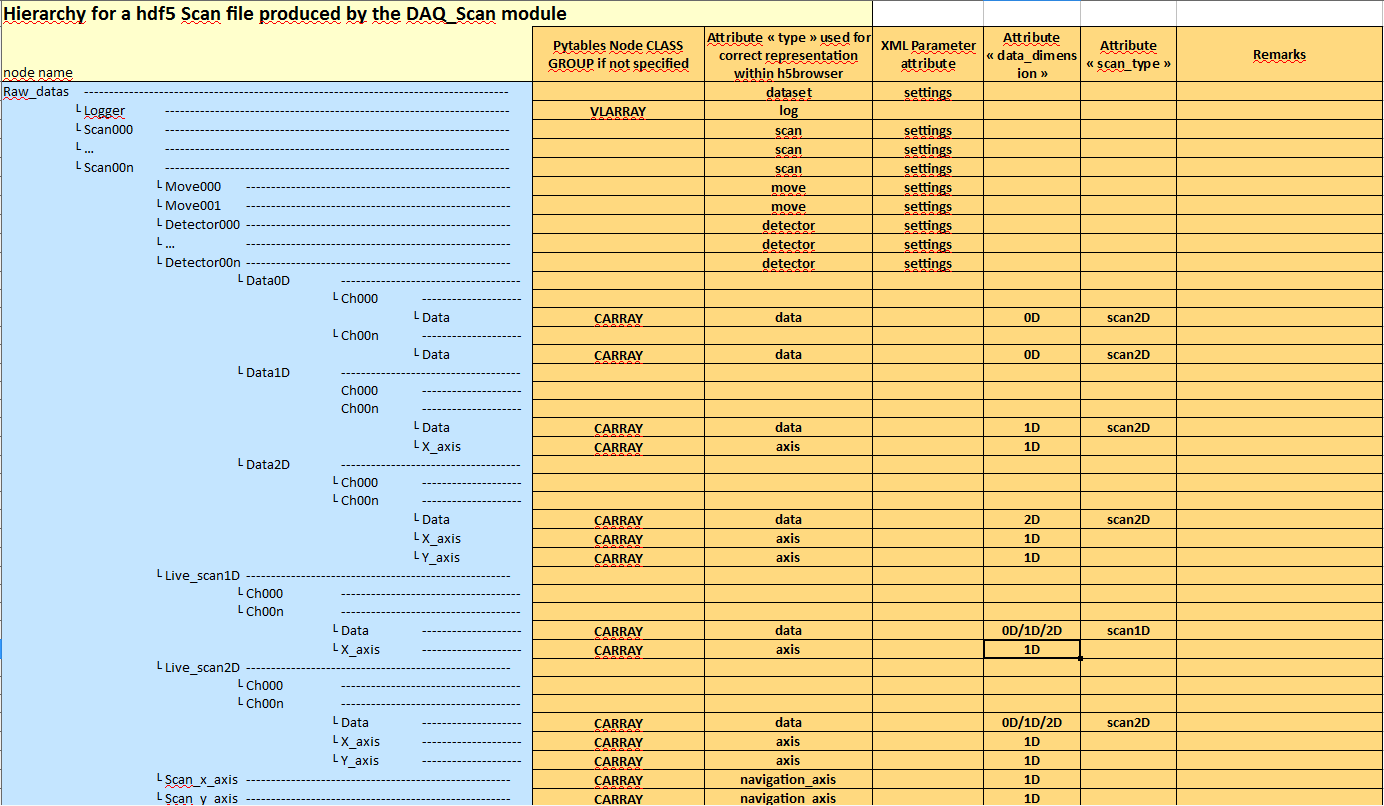 Hierarchy for a hdf5 Scan file produced by the DAQ_Scan module
node name
Pytables Node CLASS
GROUP if not specified
Attribute « type » used for
correct representation
within h5browser
XML Parameter
attribute
Attribute
« data_dimens
ion »
Attribute
« scan_type »
Remarks
Raw_datas ---------------------------------------- dataset settings
└ Logger ---------------------------------------- VLARRAY log
└ Scan000 ---------------------------------------- scan settings
└ ... ---------------------------------------- scan settings
└ Scan00n ---------------------------------------- scan settings
└ Move000 ---------------------------------------- move settings
└ Move001 ---------------------------------------- move settings
└ Detector000 ---------------------------------------- detector settings
└ ... ---------------------------------------- detector settings
└ Detector00n ---------------------------------------- detector settings
└ Data0D ------------------------------------
└ Ch000 --------------------
└ Data CARRAY data 0D scan2D
└ Ch00n --------------------
└ Data CARRAY data 0D scan2D
└ Data1D ------------------------------------
Ch000 --------------------
Ch00n --------------------
└ Data CARRAY data 1D scan2D
└ X_axis CARRAY axis 1D
└ Data2D ------------------------------------
└ Ch000 --------------------
└ Ch00n --------------------
└ Data CARRAY data 2D scan2D
└ X_axis CARRAY axis 1D
└ Y_axis CARRAY axis 1D
└ Live_scan1D ----------------------------------------
└ Ch000 ------------------------------------
└ Ch00n ------------------------------------
└ Data -------------------- CARRAY data 0D/1D/2D scan1D
└ X_axis -------------------- CARRAY axis 1D
└ Live_scan2D ----------------------------------------
└ Ch000 ------------------------------------
└ Ch00n ------------------------------------
└ Data -------------------- CARRAY data 0D/1D/2D scan2D
└ X_axis -------------------- CARRAY axis 1D
└ Y_axis -------------------- CARRAY axis 1D
└ Scan_x_axis ---------------------------------------- CARRAY navigation_axis 1D
└ Scan_y_axis ---------------------------------------- CARRAY navigation_axis 1D